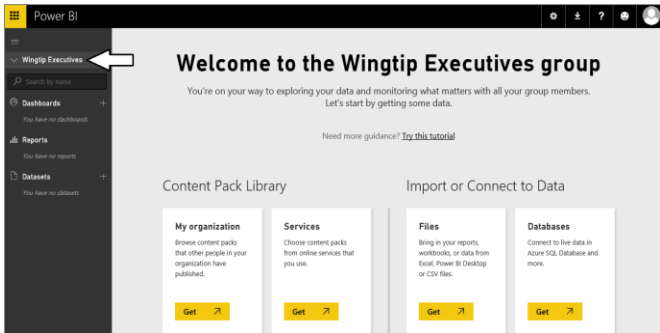 Power BI
?
Wingtip Executives
Search by name
Dashboards +
You have no dashboards
Reports
You have no reports
Datasets +
You have no datasets
Welcome to the Wingtip Executives group
You're on your way to exploring your data and monitoring what matters with all your group members.
Let's start by getting some data.
Need more guidance? Try this tutorial
Content Pack Library
Import or Connect to Data
My organization
Browse content packs
that other people in your
organization have
published.
Get
Services
Choose content packs
from online services that
you use.
Get
Files
Bring in your reports,
workbooks, or data from
Excel, Power BI Desktop
or CSV files.
Get
Databases
Connect to live data in
Azure SQL Database and
more.
Get